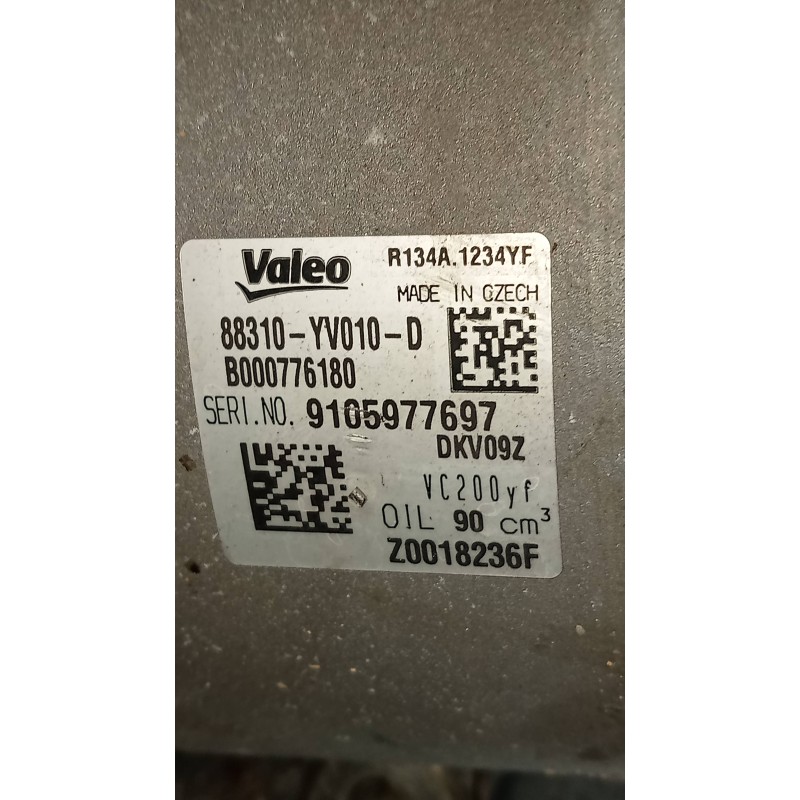 Valeo R134A.1234YF
MADE IN CZECH
88310-YV010-D
B000776180
SERI.NO. 9105977697
DKV09Z
VC200yf
OIL 90 cm³
Z0018236F